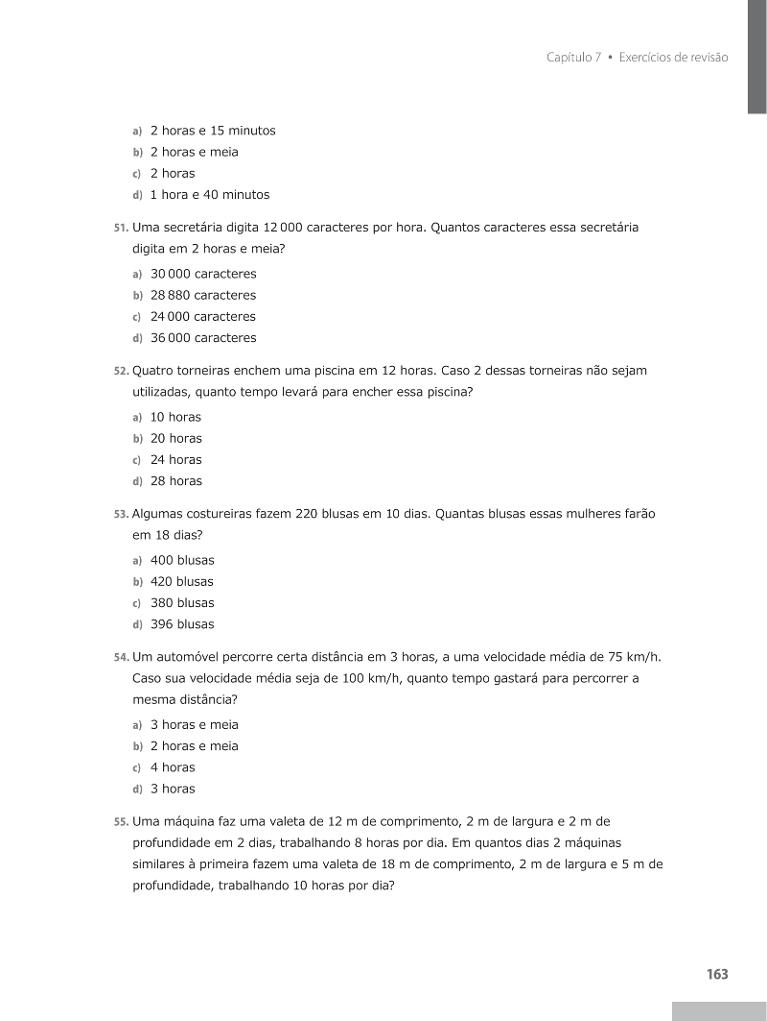 Capítulo 7 • Exercícios de revisão
a) 2 horas e 15 minutos
b) 2 horas e meia
c) 2 horas
d) 1 hora e 40 minutos
51. Uma secretária digita 12 000 caracteres por hora. Quantos caracteres essa secretária
digita em 2 horas e meia?
a) 30 000 caracteres
b) 28 880 caracteres
c) 24 000 caracteres
d) 36 000 caracteres
52. Quatro torneiras enchem uma piscina em 12 horas. Caso 2 dessas torneiras não sejam
utilizadas, quanto tempo levará para encher essa piscina?
a) 10 horas
b) 20 horas
c) 24 horas
d) 28 horas
53. Algumas costureiras fazem 220 blusas em 10 dias. Quantas blusas essas mulheres farão
em 18 dias?
a) 400 blusas
b) 420 blusas
c) 380 blusas
d) 396 blusas
54. Um automóvel percorre certa distância em 3 horas, a uma velocidade média de 75 km/h.
Caso sua velocidade média seja de 100 km/h, quanto tempo gastará para percorrer a
mesma distância?
a) 3 horas e meia
b) 2 horas e meia
c) 4 horas
d) 3 horas
55. Uma máquina faz uma valeta de 12 m de comprimento, 2 m de largura e 2 m de
profundidade em 2 dias, trabalhando 8 horas por dia. Em quantos dias 2 máquinas
similares à primeira fazem uma valeta de 18 m de comprimento, 2 m de largura e 5 m de
profundidade, trabalhando 10 horas por dia?
163